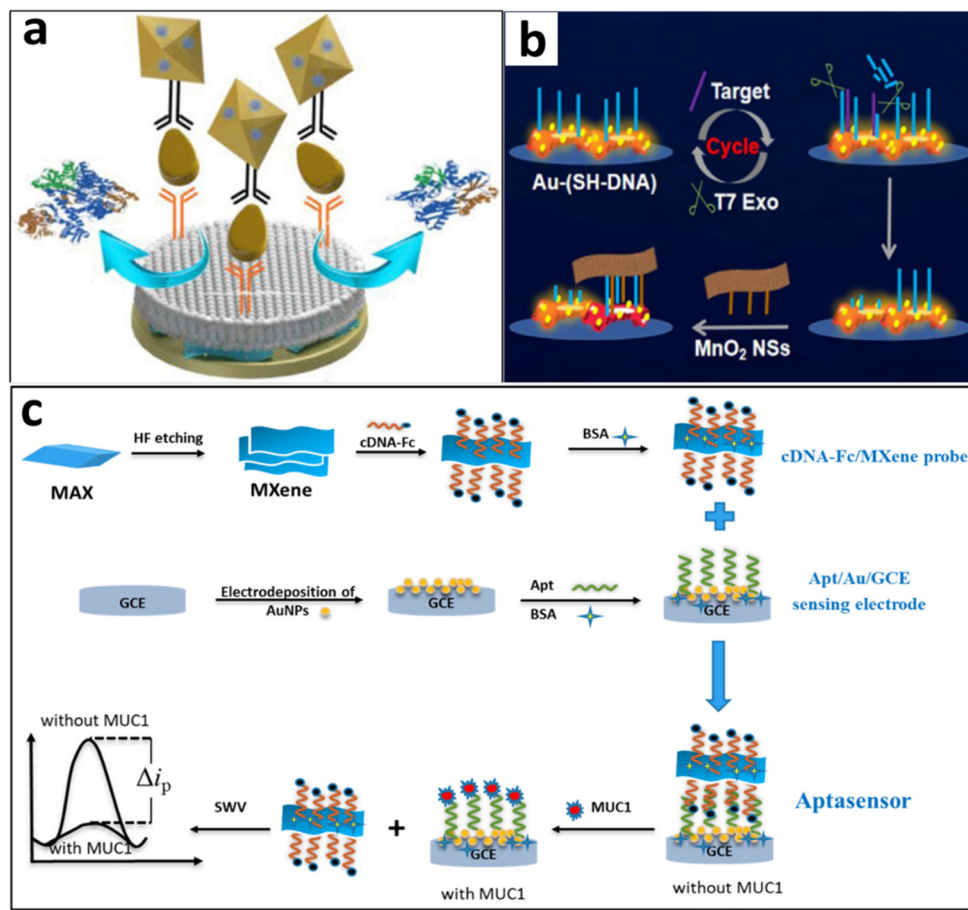 a
b
Target
Cycle
T7 Exo
Au-(SH-DNA)
MnO₂ NSs
c
HF etching
MAX
MXene
cDNA-Fc
BSA
cDNA-Fc/MXene probe
GCE
Electrodeposition of
AuNPs
GCE
Apt
BSA
GCE
Apt/Au/GCE
sensing electrode
without MUC1
Δip
with MUC1
SWV
GCE
with MUC1
MUC1
GCE
without MUC1
Aptasensor